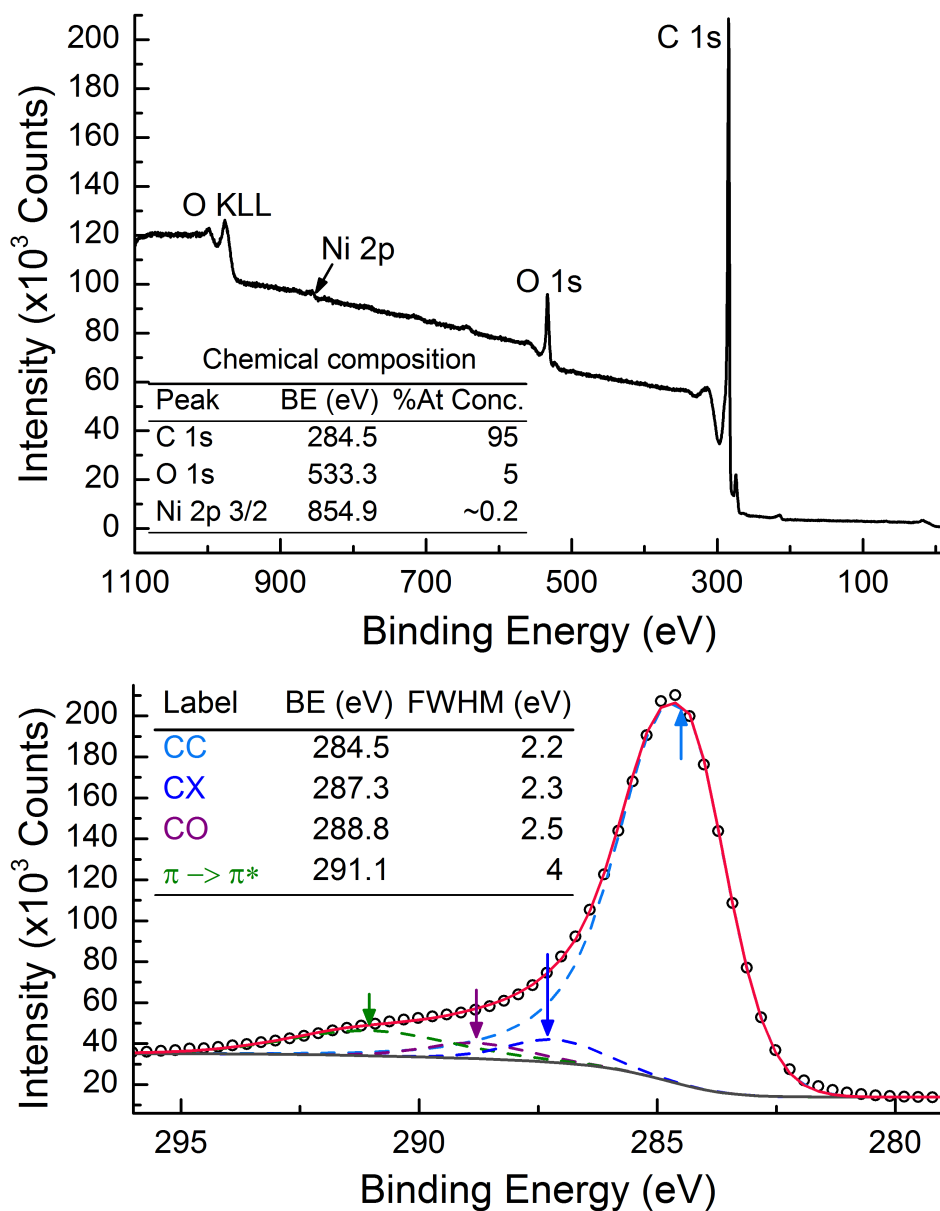 C 1s
O KLL
Ni 2p
O 1s
Chemical composition
Peak BE (eV) %At Conc.
C 1s 284.5 95
O 1s 533.3 5
Ni 2p 3/2 854.9 ~0.2
200
180
160
140
120
100
80
60
40
20
0
Intensity (x10³ Counts)
1100 900 700 500 300 100
Binding Energy (eV)
Label BE (eV) FWHM (eV)
CC 284.5 2.2
CX 287.3 2.3
CO 288.8 2.5
π –> π* 291.1 4
200
180
160
140
120
100
80
60
40
20
Intensity (x10³ Counts)
295 290 285 280
Binding Energy (eV)